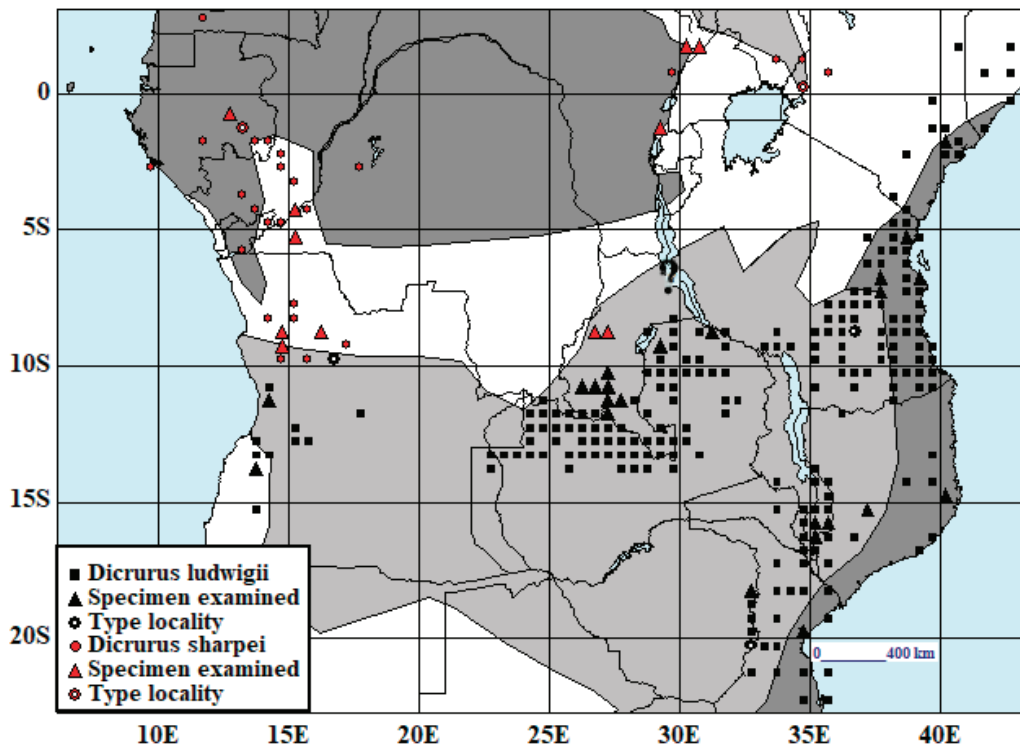 0
5S
10S
15S
20S
?
Dicrurus ludwigii
Specimen examined
Type locality
Dicrurus sharpei
Specimen examined
Type locality
0 400 km
10E 15E 20E 25E 30E 35E 40E